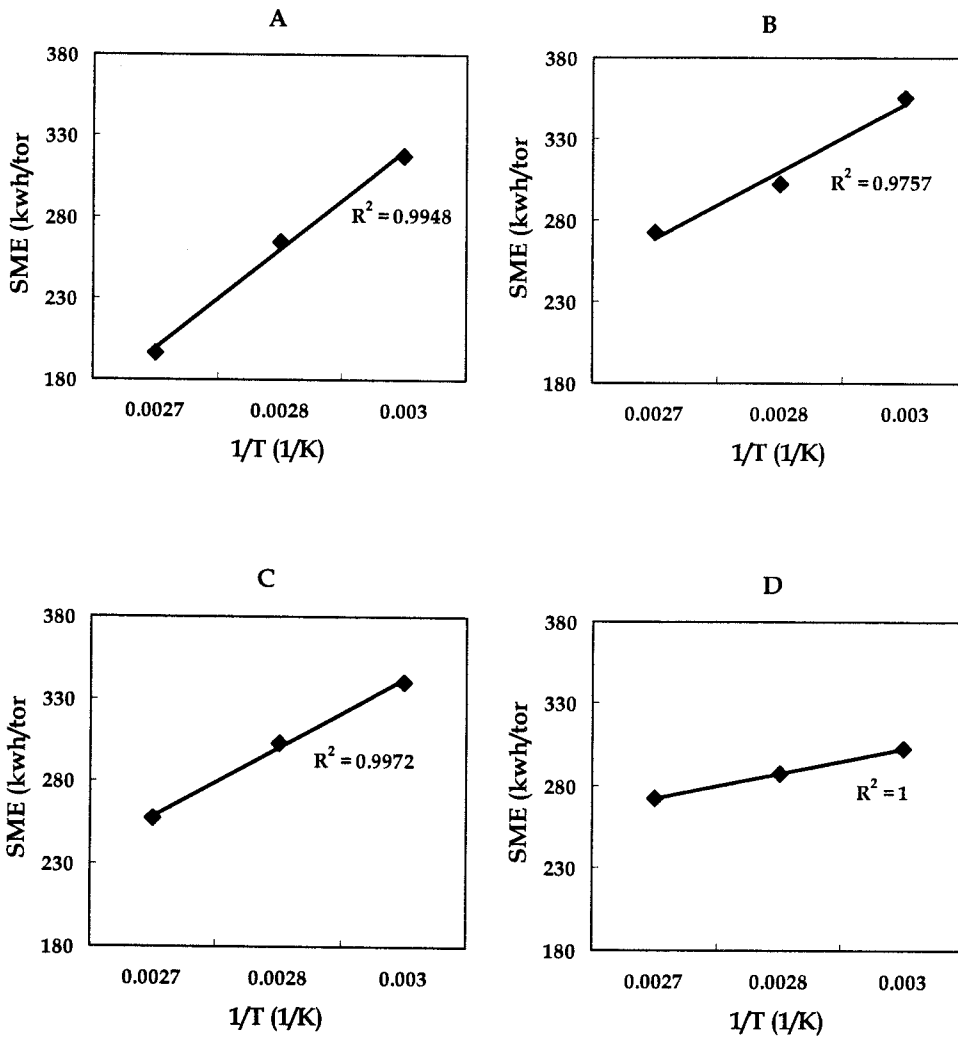 A
380
330
280
230
180
SME (kwh/tor
R² = 0.9948
0.0027 0.0028 0.003
1/T (1/K)
B
380
330
280
230
180
SME (kwh/tor
R² = 0.9757
0.0027 0.0028 0.003
1/T (1/K)
C
380
330
280
230
180
SME (kwh/tor
R² = 0.9972
0.0027 0.0028 0.003
1/T (1/K)
D
380
330
280
230
180
SME (kwh/tor
R² = 1
0.0027 0.0028 0.003
1/T (1/K)